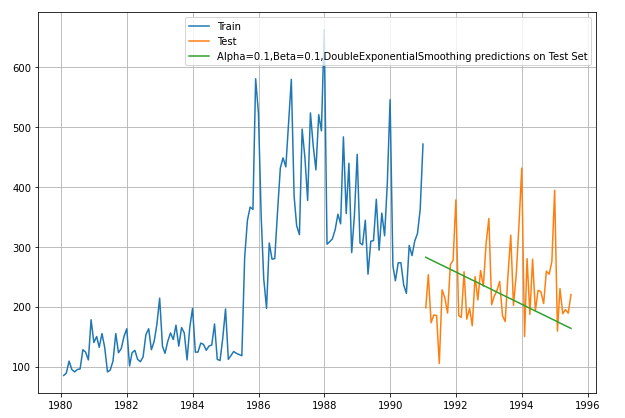 Train
Test
Alpha=0.1,Beta=0.1,DoubleExponentialSmoothing predictions on Test Set
600
500
400
300
200
100
1980 1982 1984 1986 1988 1990 1992 1994 1996